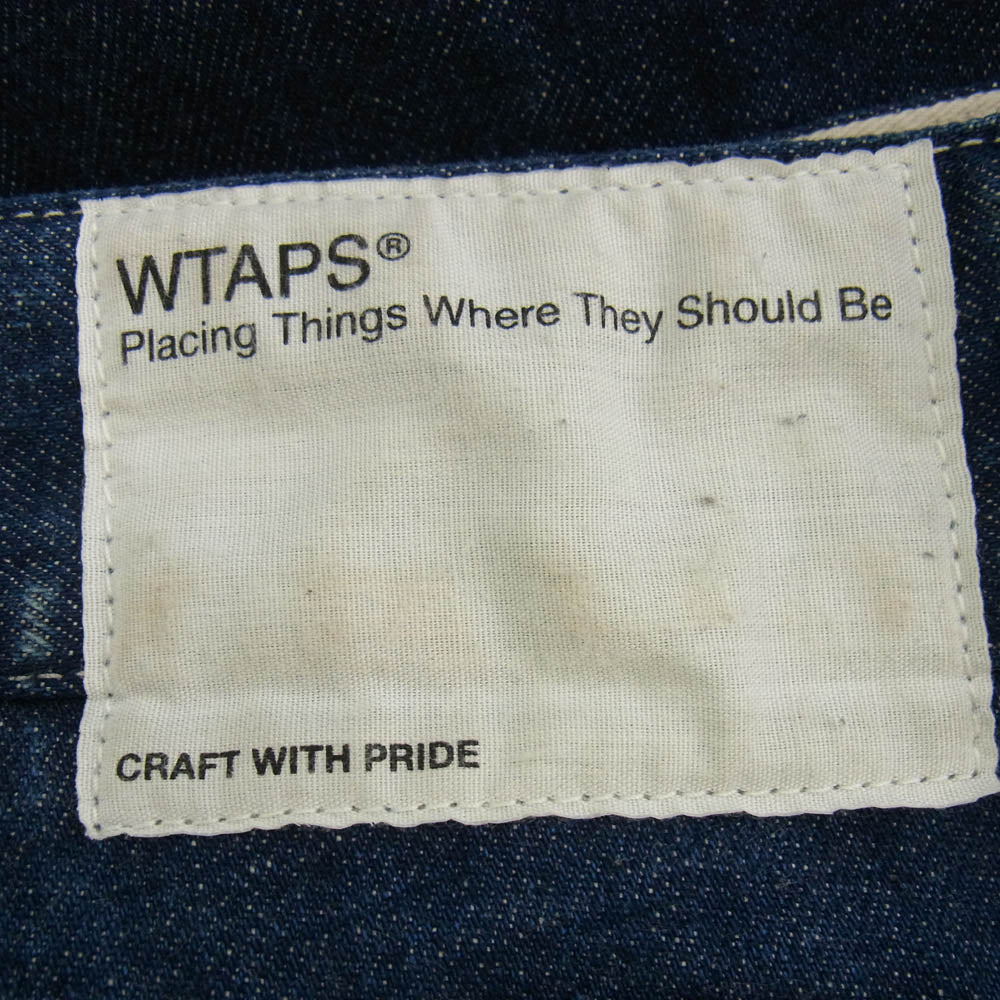 WTAPS®
Placing Things Where They Should Be
CRAFT WITH PRIDE